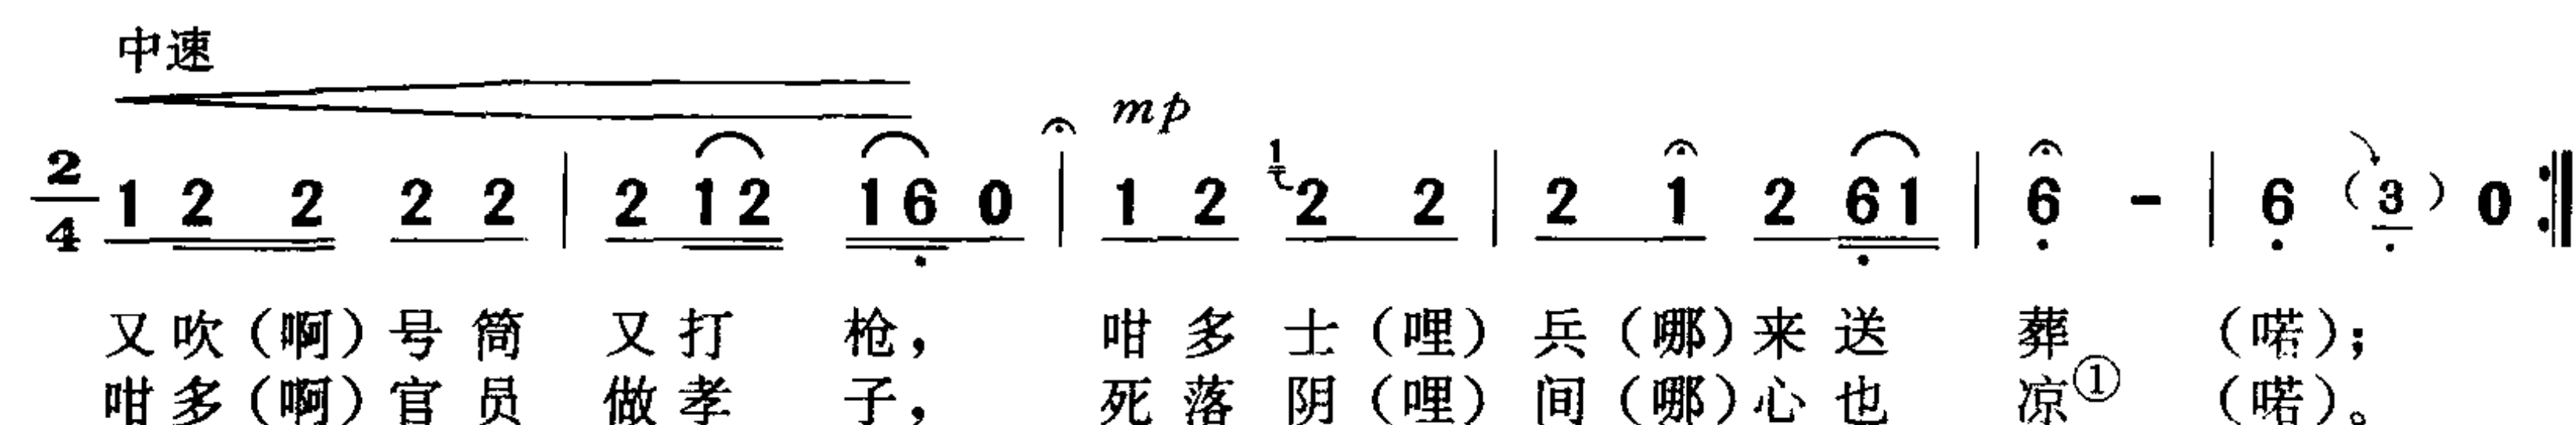 中速
mp
2/4 1 2 2 2 2 | 2 1 2 1 6 0 | 1 2 1 2 2 | 2 1 2 6 1 | 6 - | 6 (3) 0 :‖
又吹(啊)号筒 又打 枪, 咁多士(哩)兵(哪)来送 葬 (喏);
咁多(啊)官员 做孝 子, 死落阴(哩)间(哪)心也 凉① (喏)。